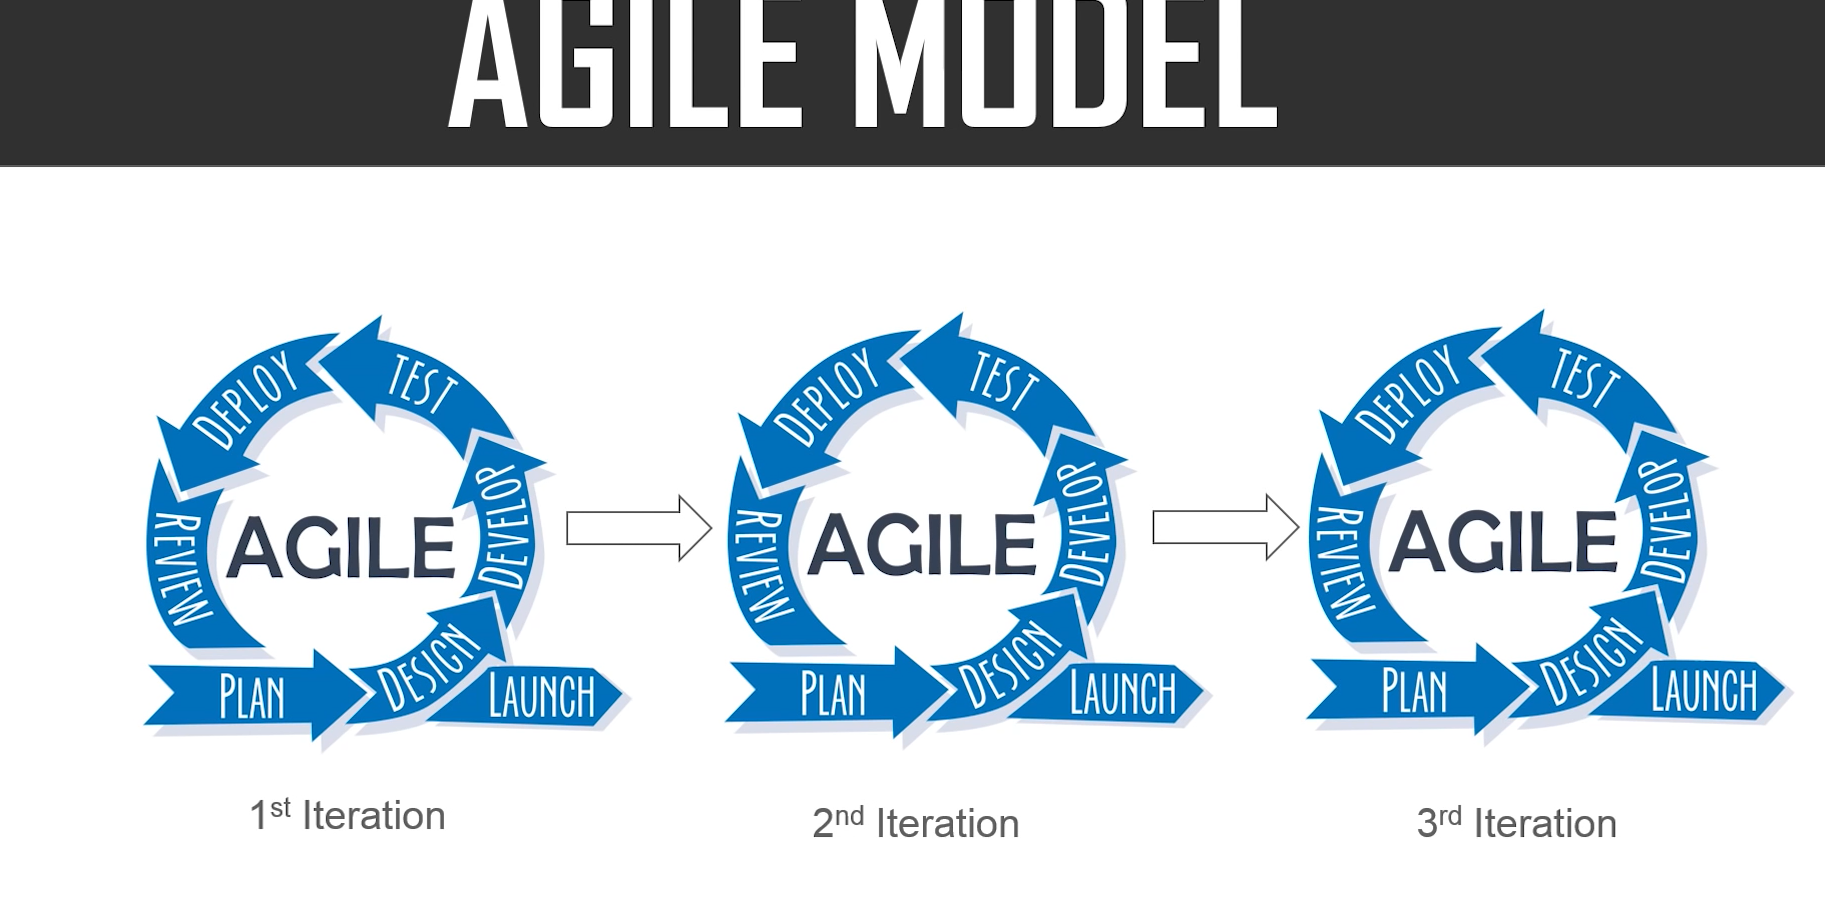 AGILE MODEL
DEPLOY
TEST
REVIEW
AGILE
DEVELOP
PLAN
DESIGN
LAUNCH
1st Iteration
DEPLOY
TEST
REVIEW
AGILE
DEVELOP
PLAN
DESIGN
LAUNCH
2nd Iteration
DEPLOY
TEST
REVIEW
AGILE
DEVELOP
PLAN
DESIGN
LAUNCH
3rd Iteration